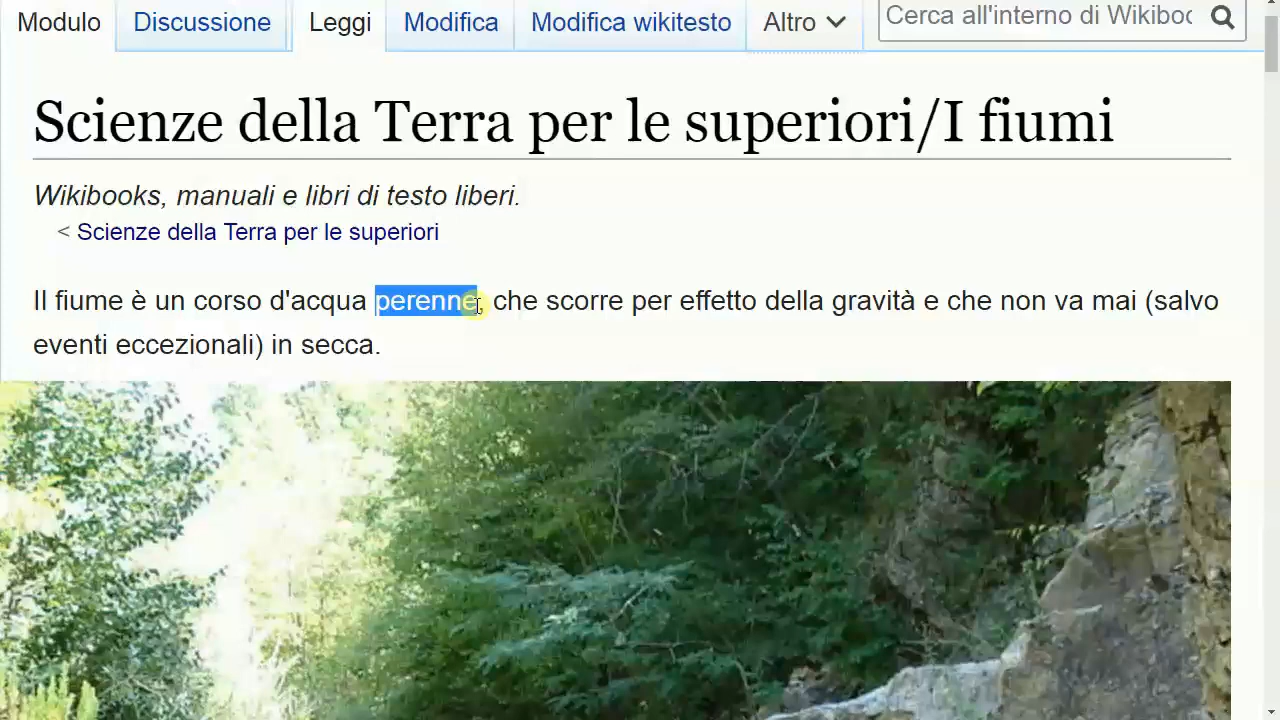 Modulo Discussione Leggi Modifica Modifica wikitesto Altro Cerca all'interno di Wikiboc
Scienze della Terra per le superiori/I fiumi
Wikibooks, manuali e libri di testo liberi.
< Scienze della Terra per le superiori
Il fiume è un corso d'acqua perenne, che scorre per effetto della gravità e che non va mai (salvo
eventi eccezionali) in secca.